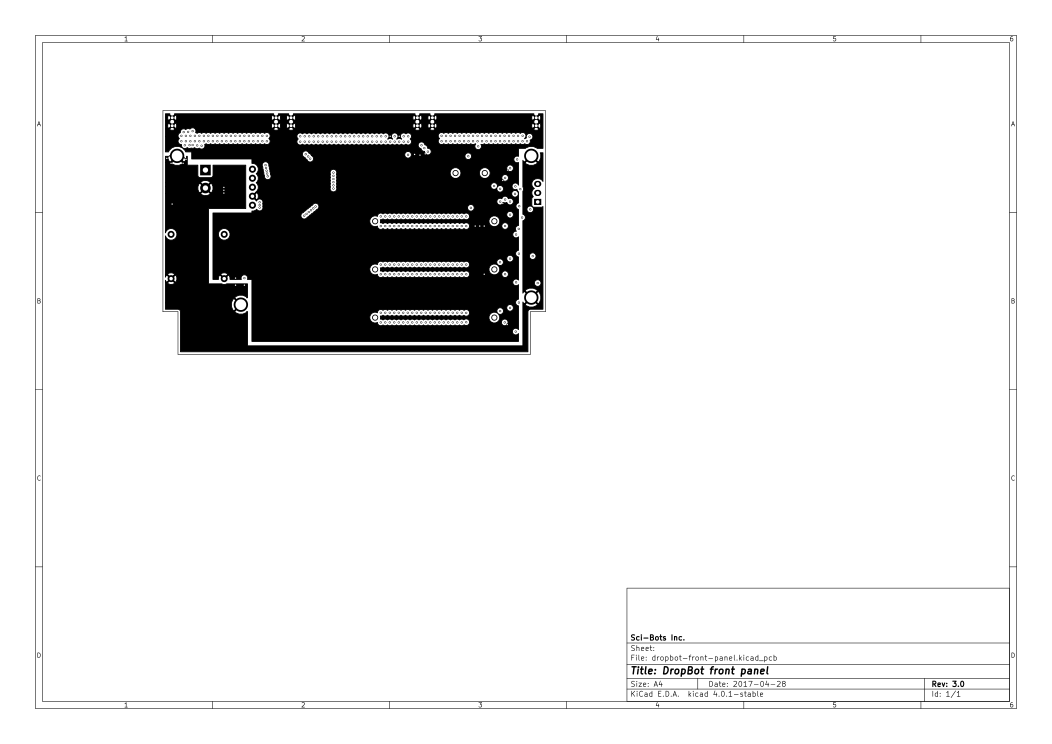 1 2 3 4 5 6
A A
B B
C C
Sci-Bots Inc.
Sheet:
File: dropbot-front-panel.kicad_pcb
D D
Title: DropBot front panel
Size: A4 Date: 2017-04-28 Rev: 3.0
KiCad E.D.A. kicad 4.0.1-stable Id: 1/1
1 2 3 4 5 6